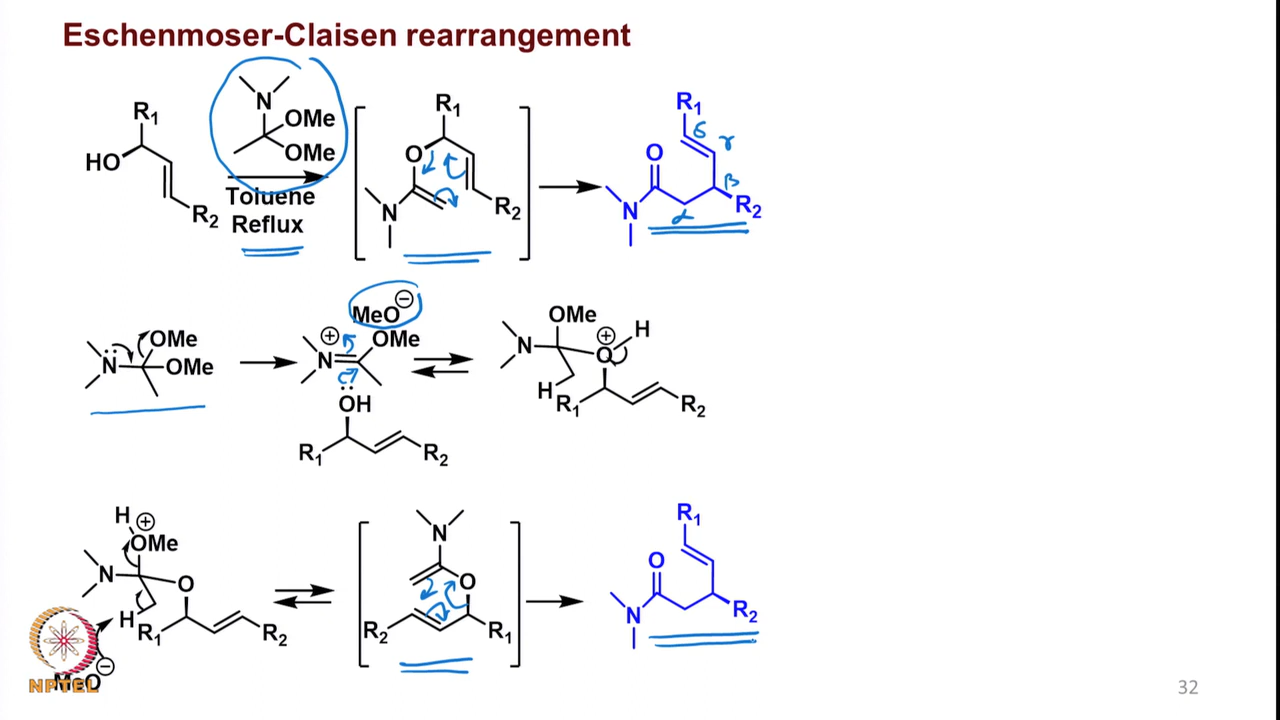 Eschenmoser-Claisen rearrangement
R1
HO
R2
N
OMe
OMe
Toluene
Reflux
R1
O
N
R2
R1
δ
γ
O
β
N
α
R2
N
OMe
OMe
MeO ⊖
⊕
N
OMe
OH
R1
R2
OMe
N
⊕
O
H
H
R1
R2
H ⊕
OMe
N
O
H
R1
R2
MeO ⊖
N
O
R2
R1
R1
O
N
R2
NPTEL
32